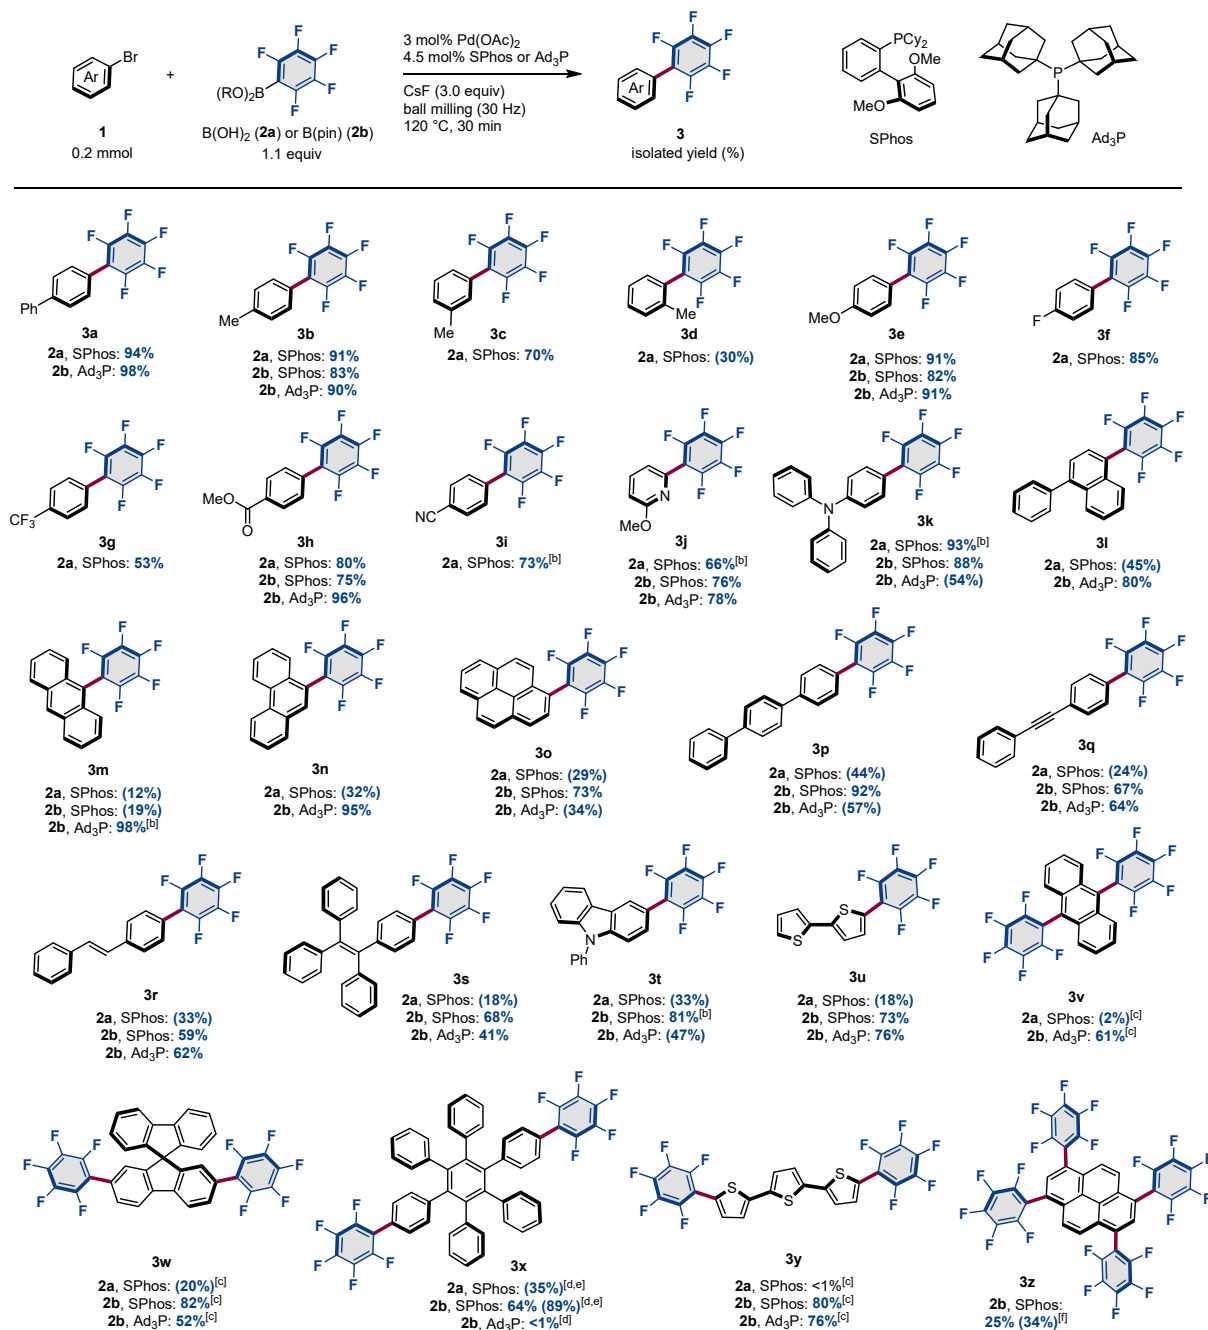 Br
Ar
1
0.2 mmol
+
F F F F F
(RO)2B
B(OH)2 (2a) or B(pin) (2b)
1.1 equiv
3 mol% Pd(OAc)2
4.5 mol% SPhos or Ad3P
CsF (3.0 equiv)
ball milling (30 Hz)
120 °C, 30 min
F F F F F
Ar
3
isolated yield (%)
PCy2
OMe
MeO
SPhos
P
Ad3P
F F F F F
Ph
3a
2a, SPhos: 94%
2b, Ad3P: 98%
F F F F F
Me
3b
2a, SPhos: 91%
2b, SPhos: 83%
2b, Ad3P: 90%
F F F F F
Me
3c
2a, SPhos: 70%
F F F F F
Me
3d
2a, SPhos: (30%)
F F F F F
MeO
3e
2a, SPhos: 91%
2b, SPhos: 82%
2b, Ad3P: 91%
F F F F F
F
3f
2a, SPhos: 85%
F F F F F
CF3
3g
2a, SPhos: 53%
F F F F F
MeO
O
3h
2a, SPhos: 80%
2b, SPhos: 75%
2b, Ad3P: 96%
F F F F F
NC
3i
2a, SPhos: 73%[b]
F F F F F
N
MeO
3j
2a, SPhos: 66%[b]
2b, SPhos: 76%
2b, Ad3P: 78%
F F F F F
N
3k
2a, SPhos: 93%[b]
2b, SPhos: 88%
2b, Ad3P: (54%)
F F F F F
3l
2a, SPhos: (45%)
2b, Ad3P: 80%
F F F F F
3m
2a, SPhos: (12%)
2b, SPhos: (19%)
2b, Ad3P: 98%[b]
F F F F F
3n
2a, SPhos: (32%)
2b, Ad3P: 95%
F F F F F
3o
2a, SPhos: (29%)
2b, SPhos: 73%
2b, Ad3P: (34%)
F F F F F
3p
2a, SPhos: (44%)
2b, SPhos: 92%
2b, Ad3P: (57%)
F F F F F
3q
2a, SPhos: (24%)
2b, SPhos: 67%
2b, Ad3P: 64%
F F F F F
3r
2a, SPhos: (33%)
2b, SPhos: 59%
2b, Ad3P: 62%
F F F F F
3s
2a, SPhos: (18%)
2b, SPhos: 68%
2b, Ad3P: 41%
F F F F F
N
Ph
3t
2a, SPhos: (33%)
2b, SPhos: 81%[b]
2b, Ad3P: (47%)
F F F F F
S
S
3u
2a, SPhos: (18%)
2b, SPhos: 73%
2b, Ad3P: 76%
F F F F F
F F F F F
3v
2a, SPhos: (2%)[c]
2b, Ad3P: 61%[c]
F F F F F
F F F F F
3w
2a, SPhos: (20%)[c]
2b, SPhos: 82%[c]
2b, Ad3P: 52%[c]
F F F F F
F F F F F
3x
2a, SPhos: (35%)[d,e]
2b, SPhos: 64% (89%)[d,e]
2b, Ad3P: <1%[d]
F F F F F
S
S
S
F F F F F
3y
2a, SPhos: <1%[c]
2b, SPhos: 80%[c]
2b, Ad3P: 76%[c]
F F F F F
F F F F F
F F F F F
F F F F F
3z
2b, SPhos:
25% (34%)[f]